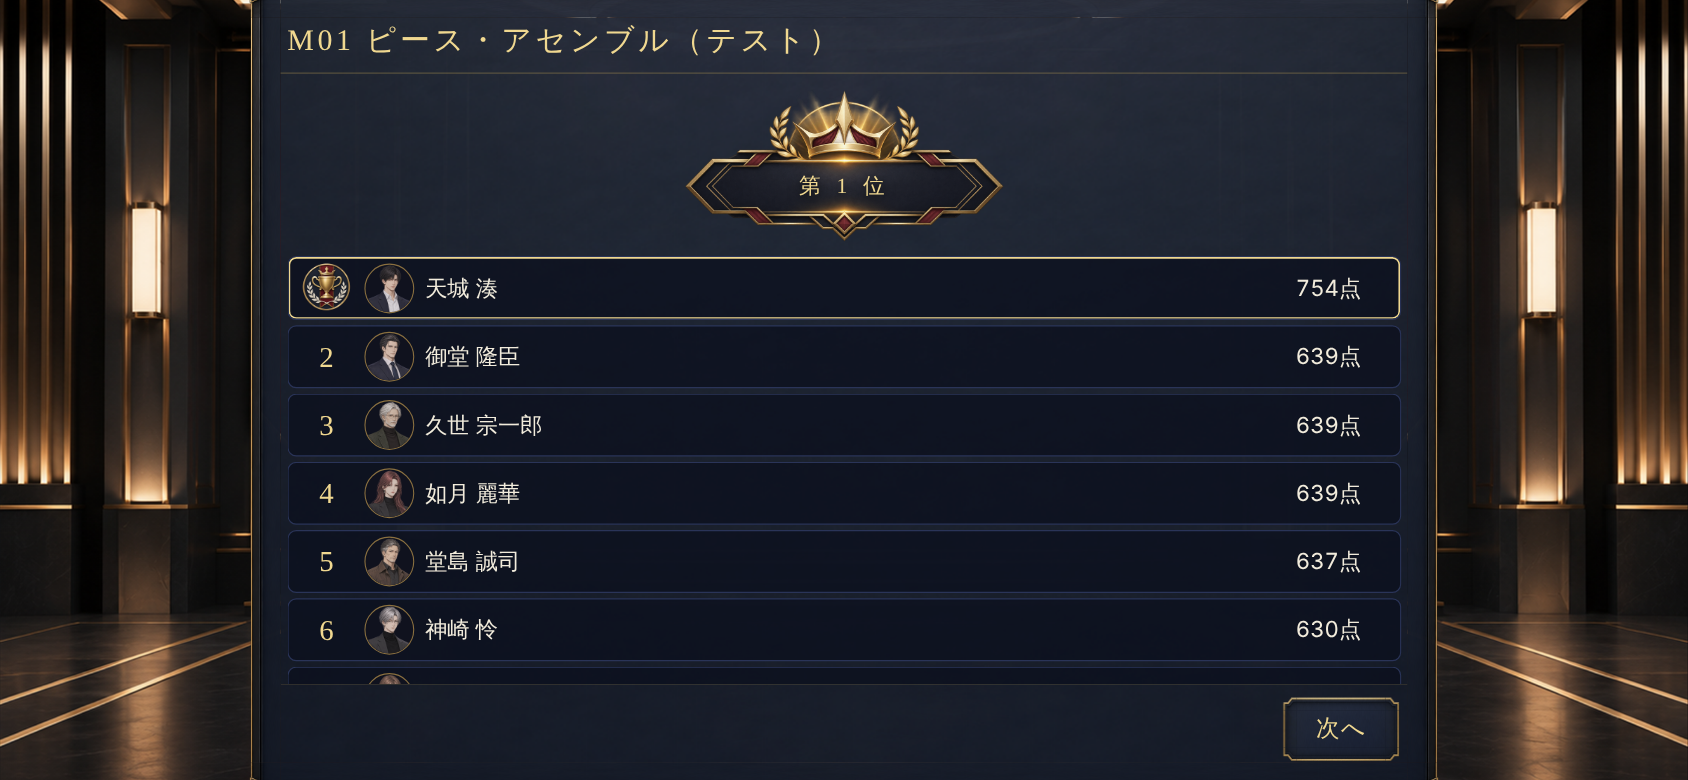 M01 ピース・アセンブル（テスト）
第 1 位
天城 湊 754点
2 御堂 隆臣 639点
3 久世 宗一郎 639点
4 如月 麗華 639点
5 堂島 誠司 637点
6 神崎 怜 630点
次へ